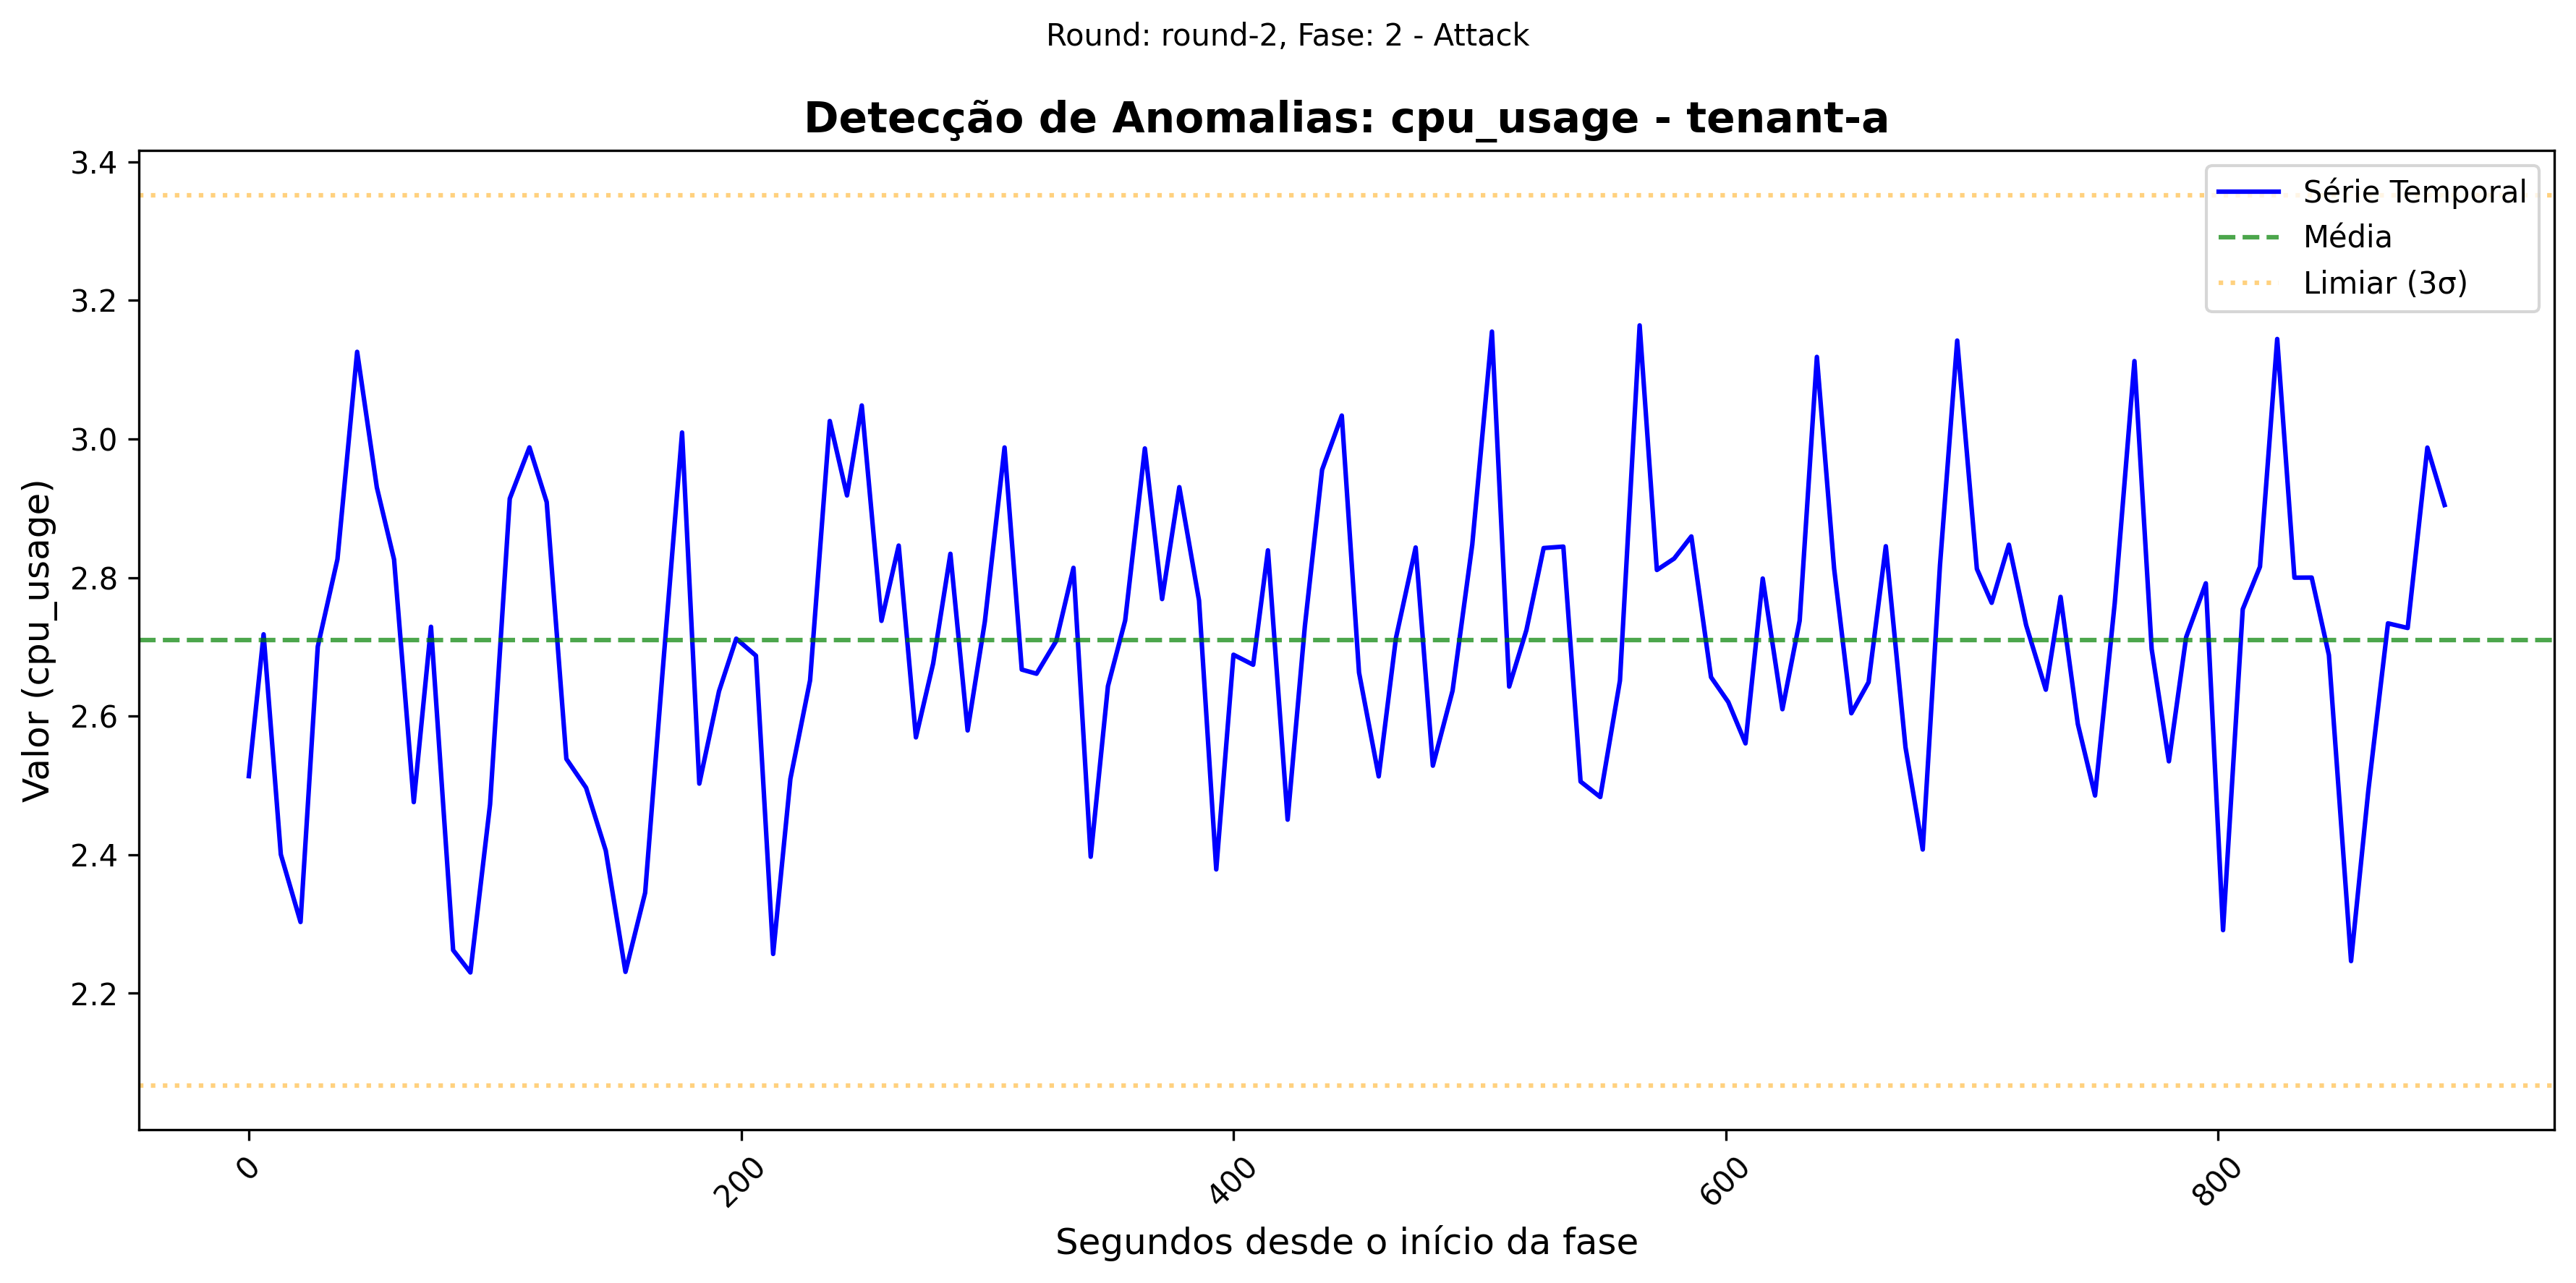 Round: round-2, Fase: 2 - Attack
Detecção de Anomalias: cpu_usage - tenant-a
Série Temporal
Média
Limiar (3σ)
Valor (cpu_usage)
3.4
3.2
3.0
2.8
2.6
2.4
2.2
0
200
400
600
800
Segundos desde o início da fase